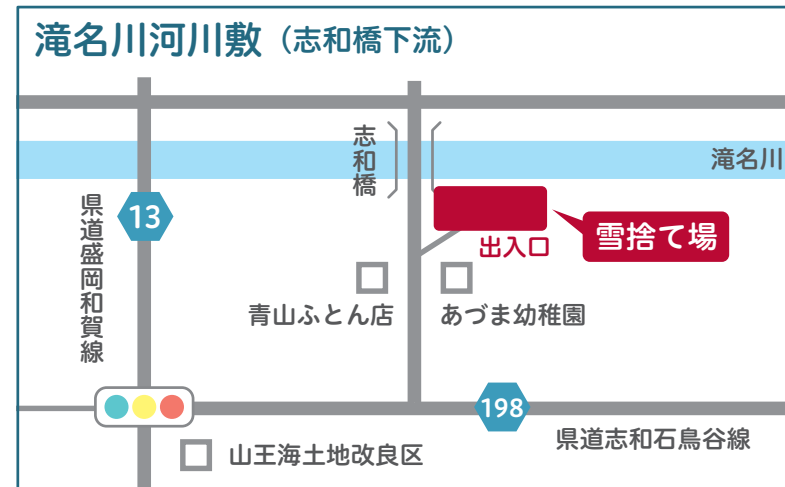 滝名川河川敷（志和橋下流）
志和橋
滝名川
県道盛岡和賀線
13
出入口
雪捨て場
青山ふとん店
あづま幼稚園
198
県道志和石鳥谷線
山王海土地改良区